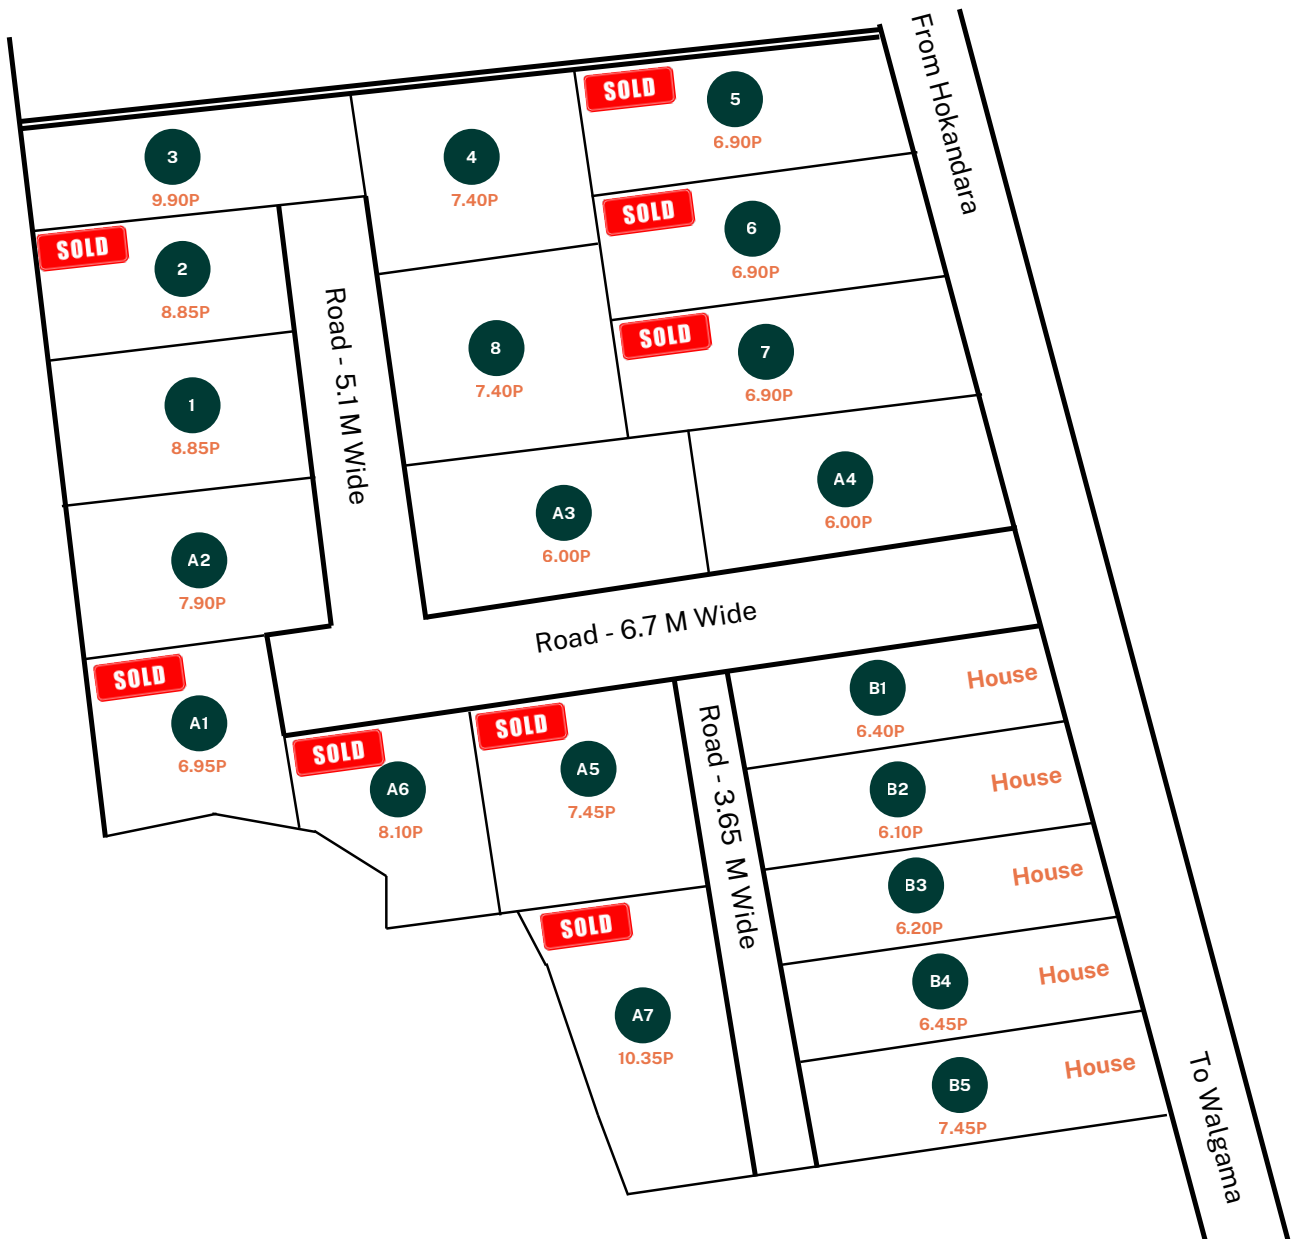 From Hokandara
SOLD
5
6.90P
3
9.90P
4
7.40P
SOLD
6
6.90P
SOLD
2
8.85P
Road - 5.1 M Wide
8
7.40P
SOLD
7
6.90P
1
8.85P
A3
6.00P
A4
6.00P
A2
7.90P
Road - 6.7 M Wide
SOLD
A1
6.95P
SOLD
A6
8.10P
SOLD
A5
7.45P
Road - 3.65 M Wide
B1
6.40P
House
B2
6.10P
House
B3
6.20P
House
SOLD
A7
10.35P
B4
6.45P
House
B5
7.45P
House
To Walgama